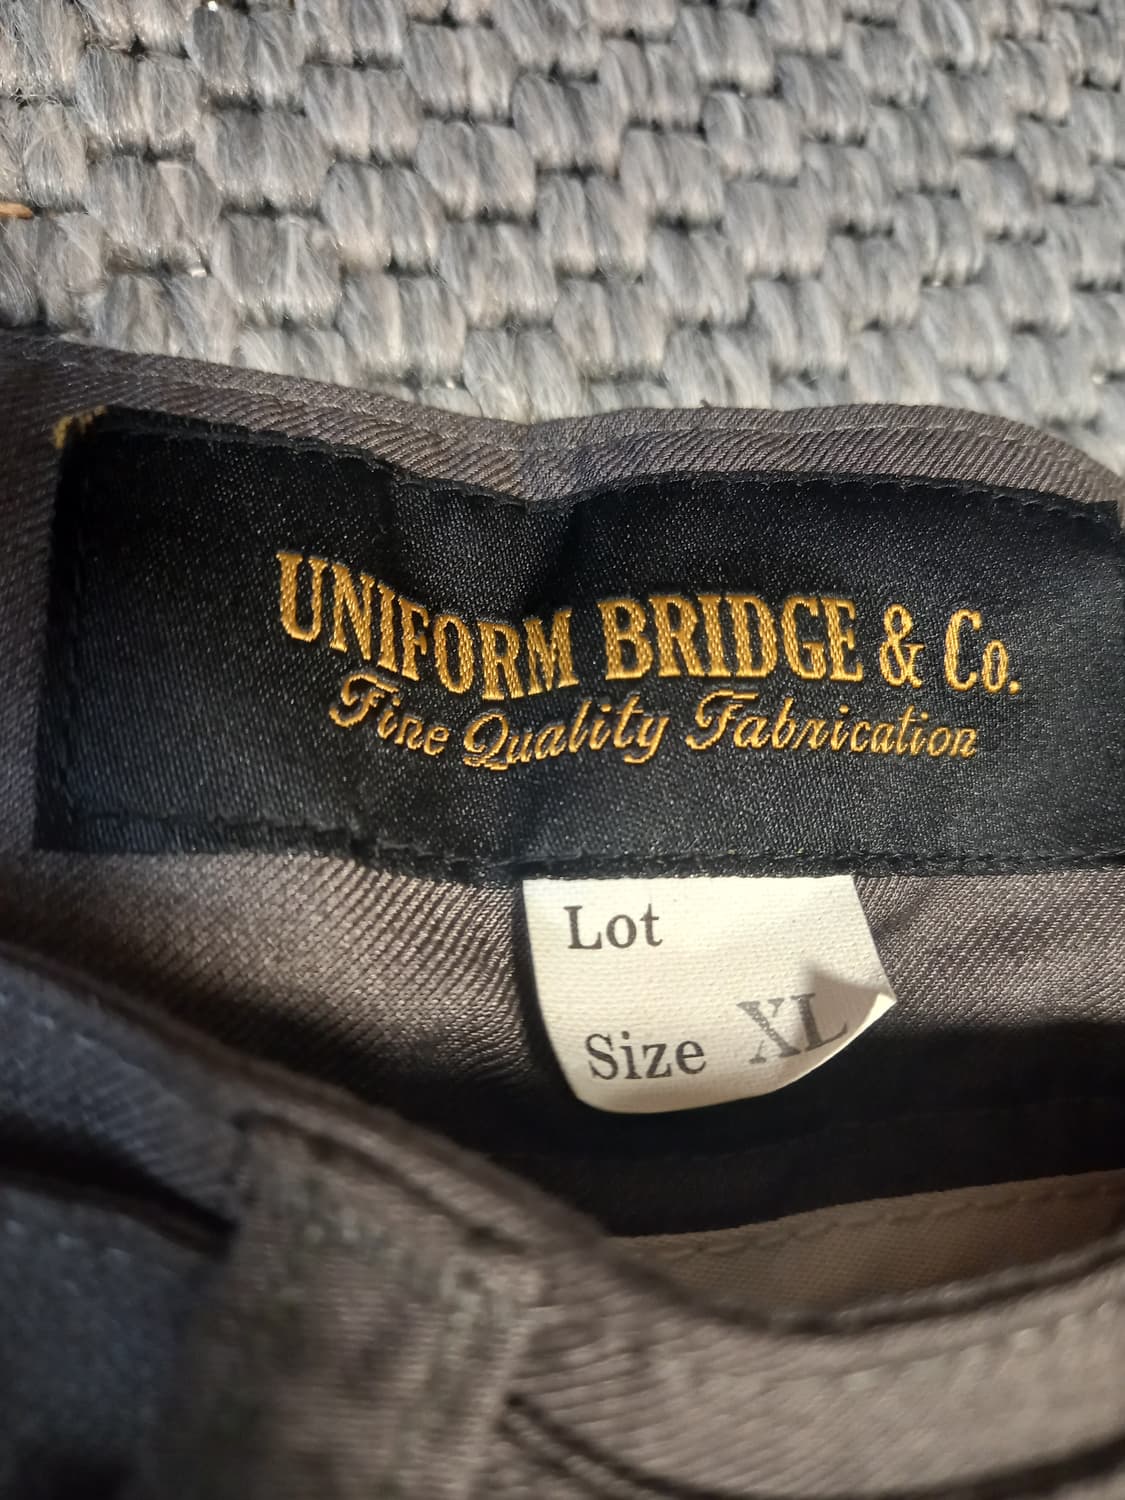 UNIFORM BRIDGE & Co.
Fine Quality Fabrication
Lot
Size XL